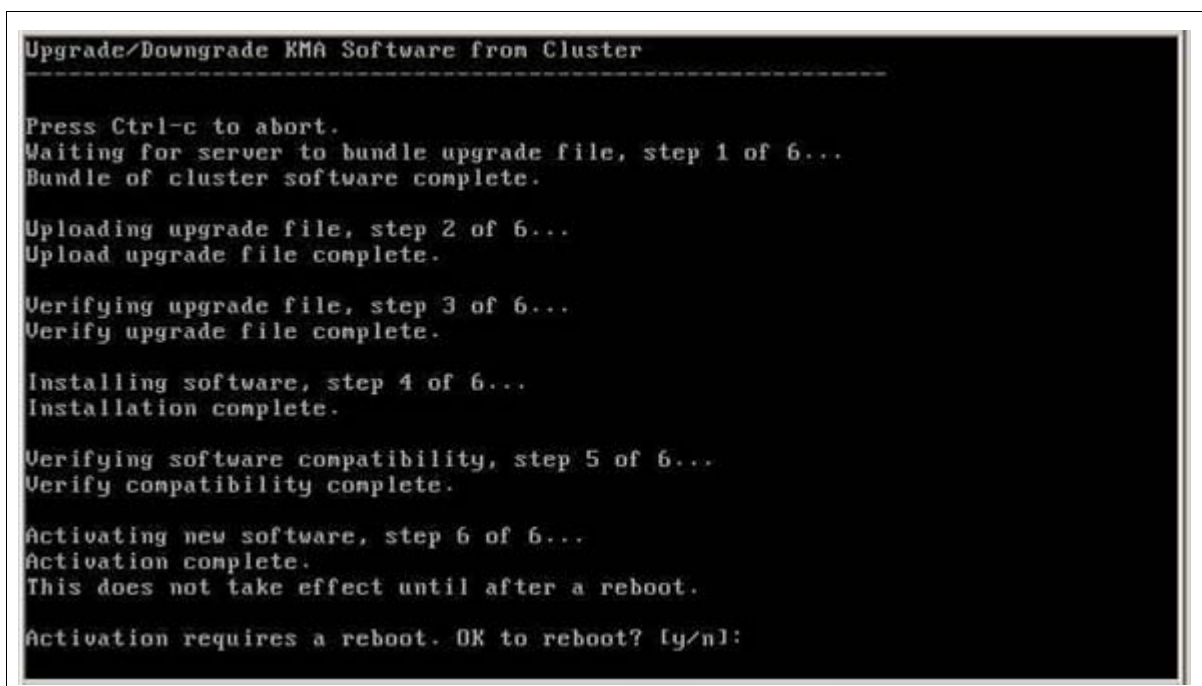 Upgrade/Downgrade KMA Software from Cluster
------------------------------------------------------------
Press Ctrl-c to abort.
Waiting for server to bundle upgrade file, step 1 of 6...
Bundle of cluster software complete.
Uploading upgrade file, step 2 of 6...
Upload upgrade file complete.
Verifying upgrade file, step 3 of 6...
Verify upgrade file complete.
Installing software, step 4 of 6...
Installation complete.
Verifying software compatibility, step 5 of 6...
Verify compatibility complete.
Activating new software, step 6 of 6...
Activation complete.
This does not take effect until after a reboot.
Activation requires a reboot. OK to reboot? [y/n]: